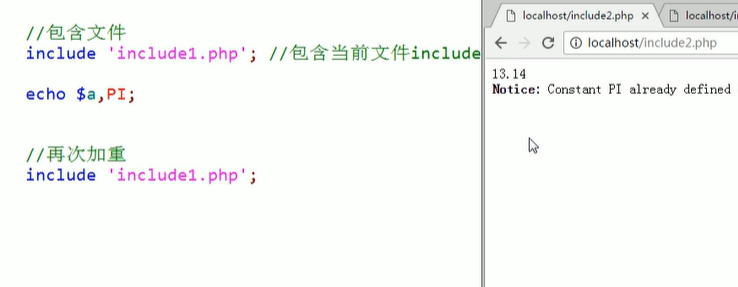 //包含文件
include 'include1.php'; //包含当前文件include
echo $a,PI;
//再次加重
include 'include1.php';
localhost/include2.php
localhost/i
localhost/include2.php
13.14
Notice: Constant PI already defined